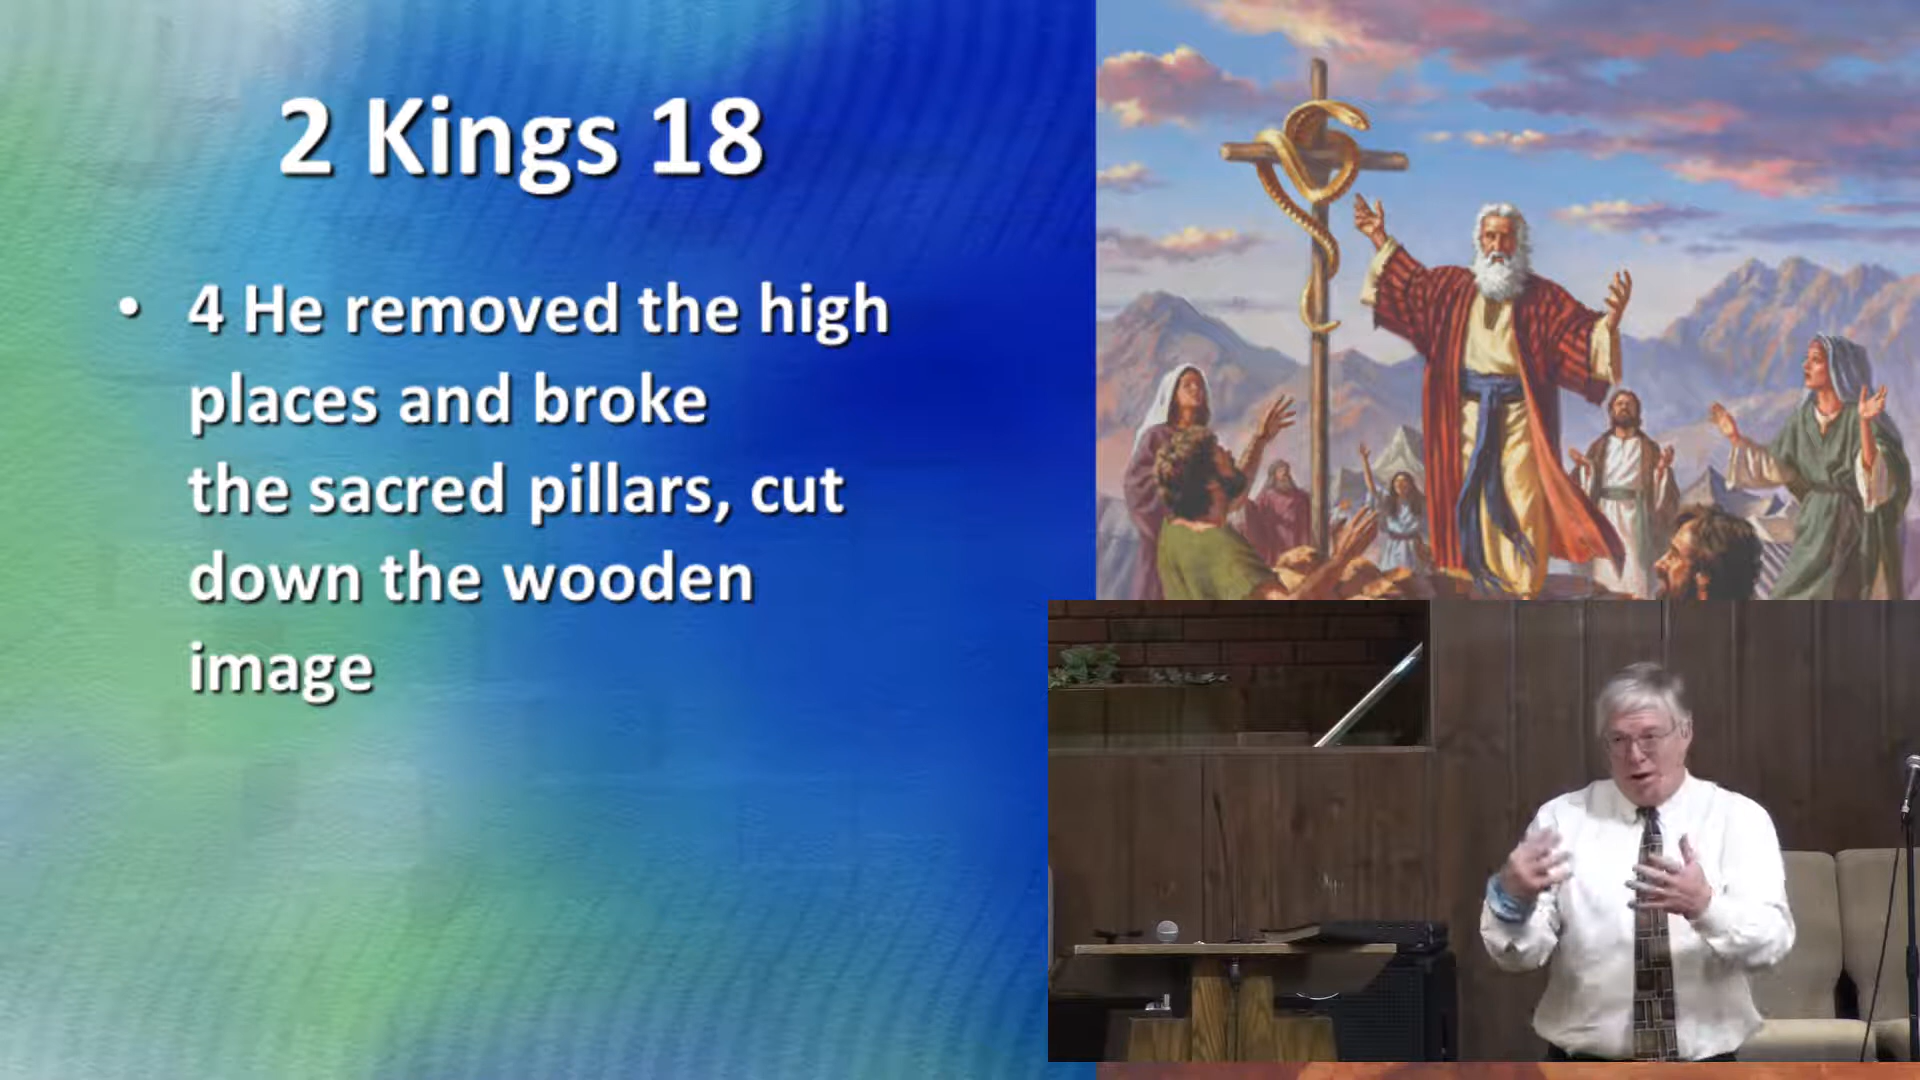 2 Kings 18
• 4 He removed the high
places and broke
the sacred pillars, cut
down the wooden
image